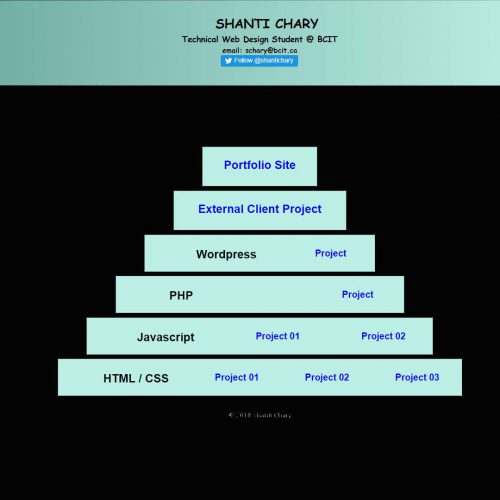 SHANTI CHARY
Technical Web Design Student @ BCIT
email: schary@bcit.ca
Follow @shantichary
Portfolio Site
External Client Project
Wordpress Project
PHP Project
Javascript Project 01 Project 02
HTML / CSS Project 01 Project 02 Project 03
Shanti Chary